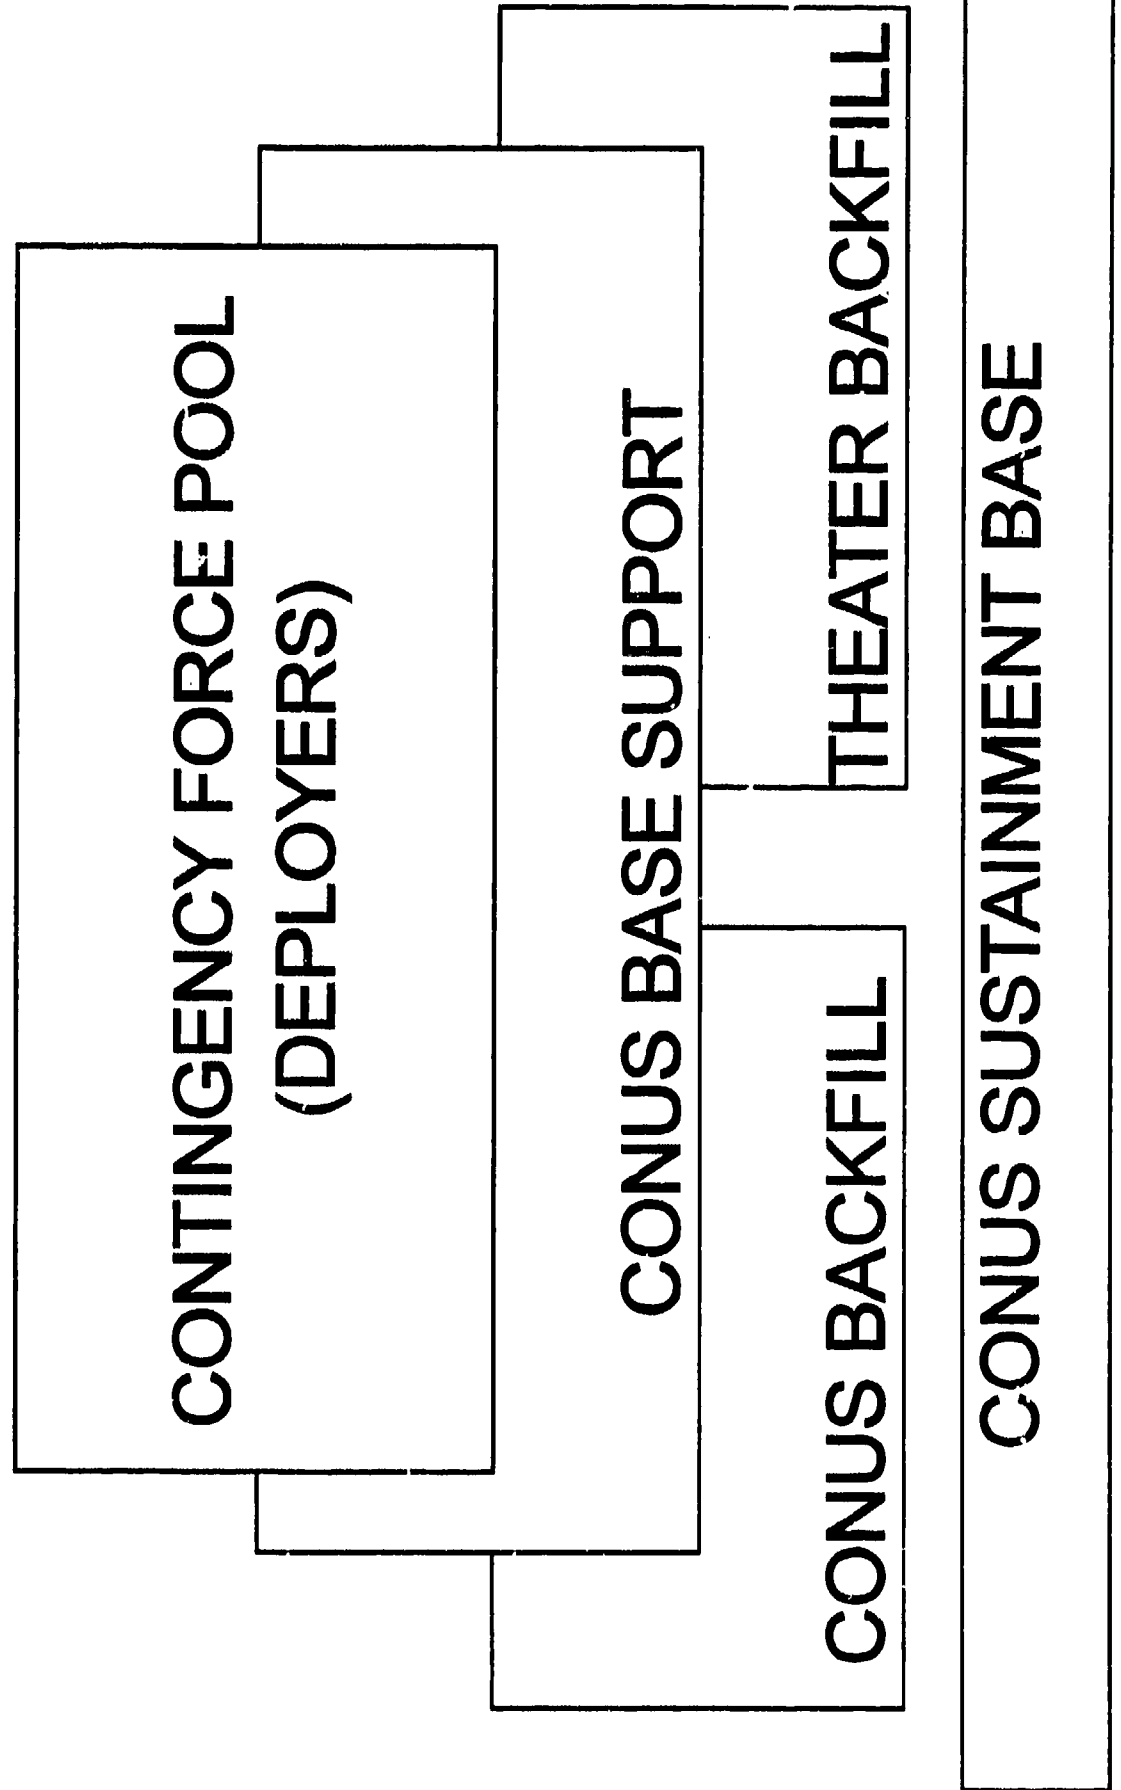 CONTINGENCY FORCE POOL
(DEPLOYERS)
CONUS BASE SUPPORT
CONUS BACKFILL
THEATER BACKFILL
CONUS SUSTAINMENT BASE